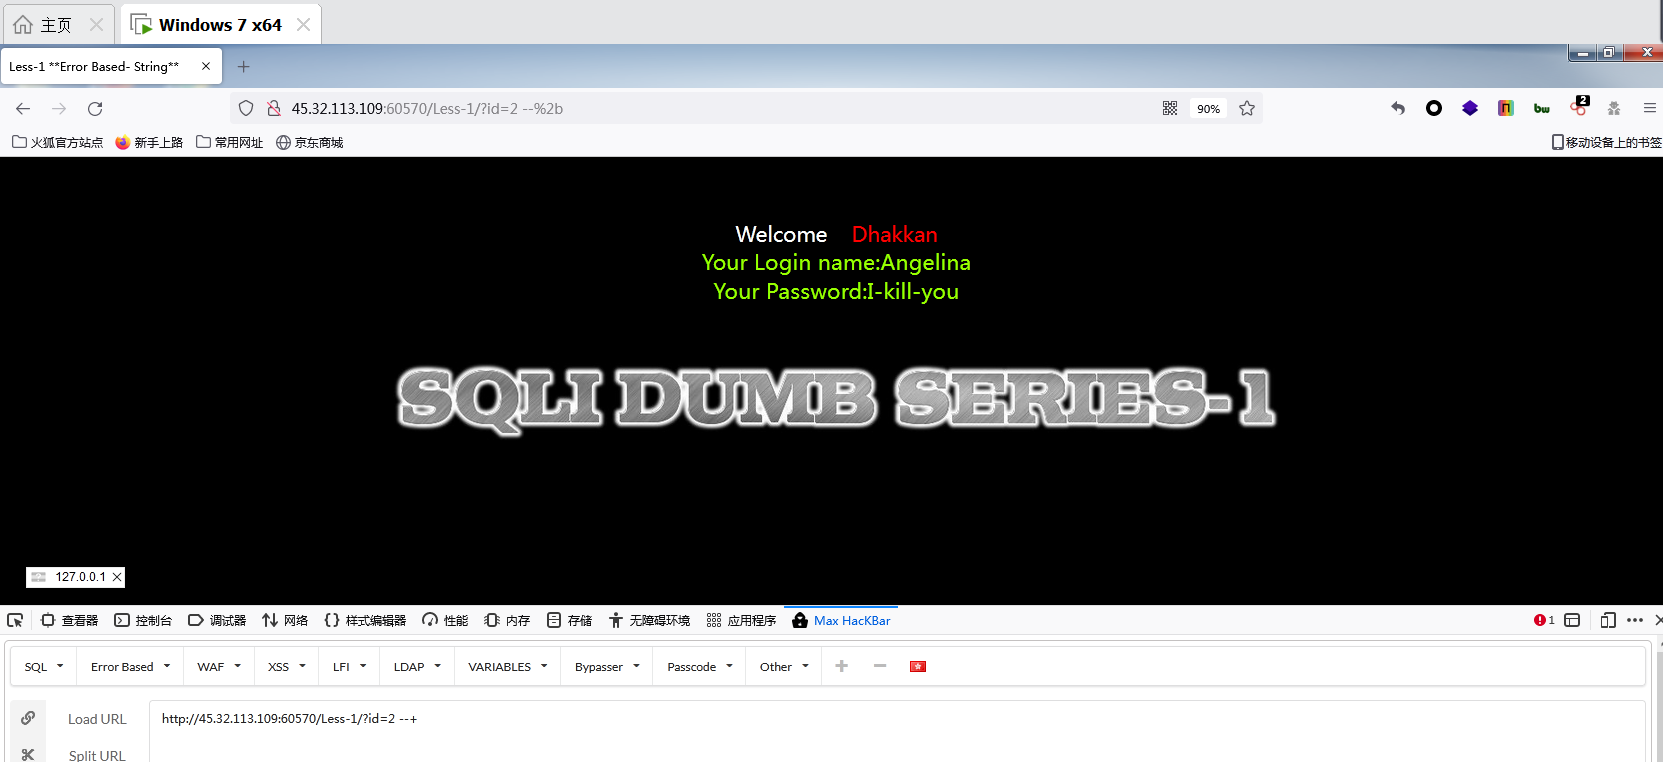 主页
Windows 7 x64
Less-1 **Error Based- String**
45.32.113.109:60570/Less-1/?id=2 --%2b
90%
2
火狐官方站点 新手上路 常用网址 京东商城 移动设备上的书签
Welcome Dhakkan
Your Login name:Angelina
Your Password:I-kill-you
SQLI DUMB SERIES-1
127.0.0.1
查看器 控制台 调试器 网络 样式编辑器 性能 内存 存储 无障碍环境 应用程序 Max HacKBar 1
SQL Error Based WAF XSS LFI LDAP VARIABLES Bypasser Passcode Other
Load URL http://45.32.113.109:60570/Less-1/?id=2 --+
Split URL